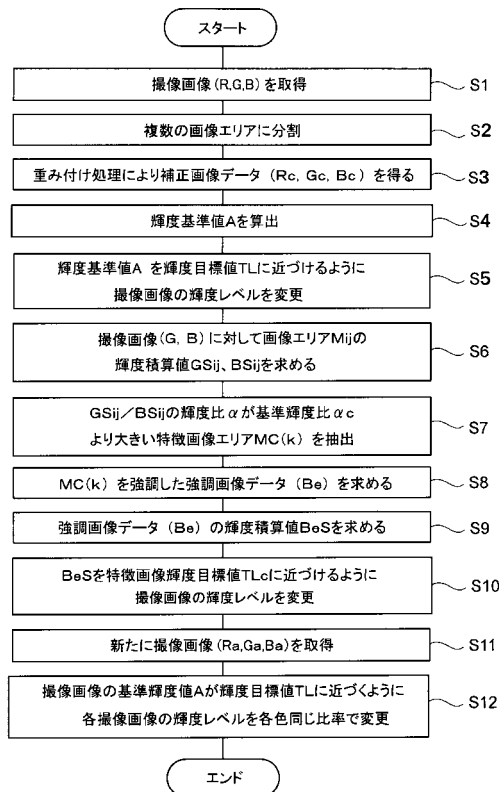 スタート
撮像画像(R,G,B)を取得
S1
複数の画像エリアに分割
S2
重み付け処理により補正画像データ(Rc, Gc, Bc)を得る
S3
輝度基準値Aを算出
S4
輝度基準値A を輝度目標値TLに近づけるように
撮像画像の輝度レベルを変更
S5
撮像画像(G, B)に対して画像エリアMijの
輝度積算値GSij、BSijを求める
S6
GSij／BSijの輝度比αが基準輝度比αc
より大きい特徴画像エリアMC(k)を抽出
S7
MC(k)を強調した強調画像データ(Be)を求める
S8
強調画像データ(Be)の輝度積算値BeSを求める
S9
BeSを特徴画像輝度目標値TLcに近づけるように
撮像画像の輝度レベルを変更
S10
新たに撮像画像(Ra,Ga,Ba)を取得
S11
撮像画像の基準輝度値Aが輝度目標値TLに近づくように
各撮像画像の輝度レベルを各色同じ比率で変更
S12
エンド